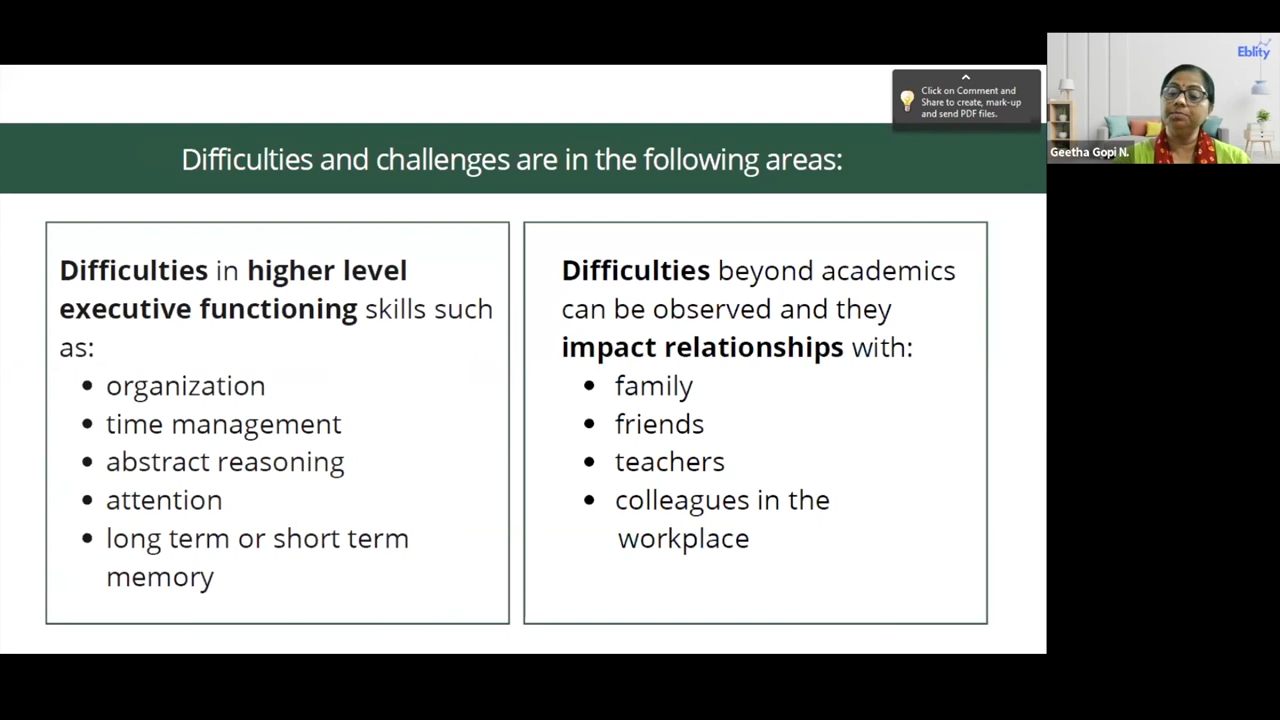 Eblity
Click on Comment and
Share to create, mark-up
and send PDF files.
Geetha Gopi N.
Difficulties and challenges are in the following areas:
Difficulties in higher level
executive functioning skills such
as:
• organization
• time management
• abstract reasoning
• attention
• long term or short term
memory
Difficulties beyond academics
can be observed and they
impact relationships with:
• family
• friends
• teachers
• colleagues in the
workplace